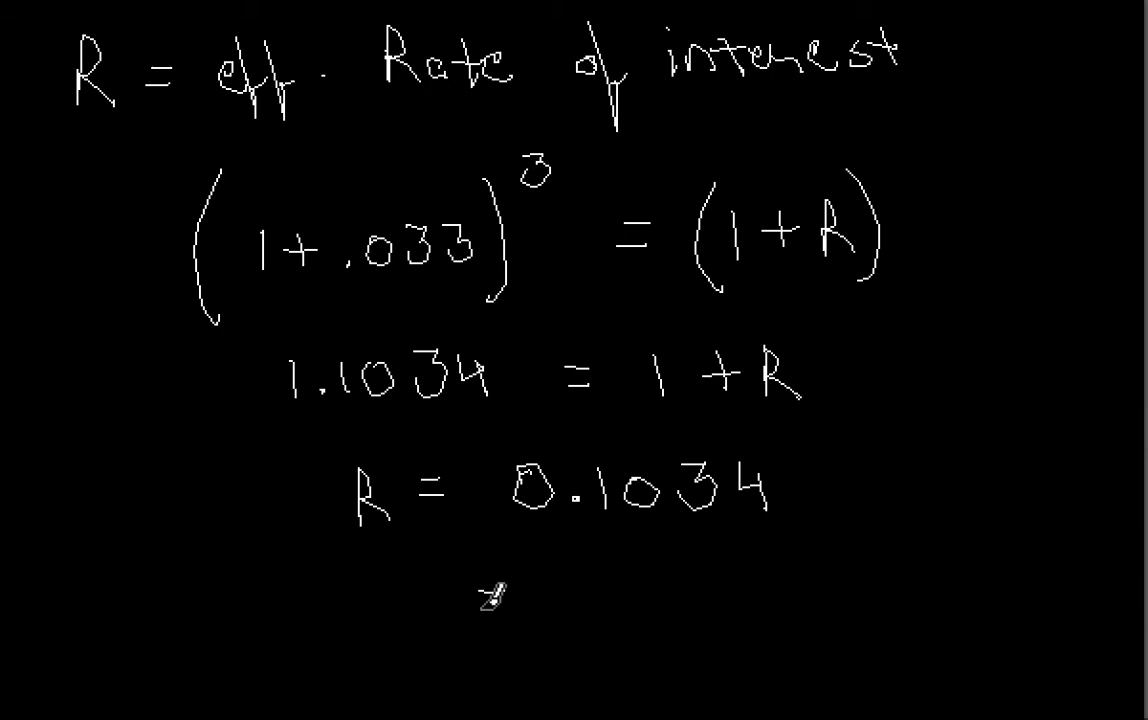 R = eff. Rate of interest
(1 + .033)³ = (1 + R)
1.1034 = 1 + R
R = 0.1034